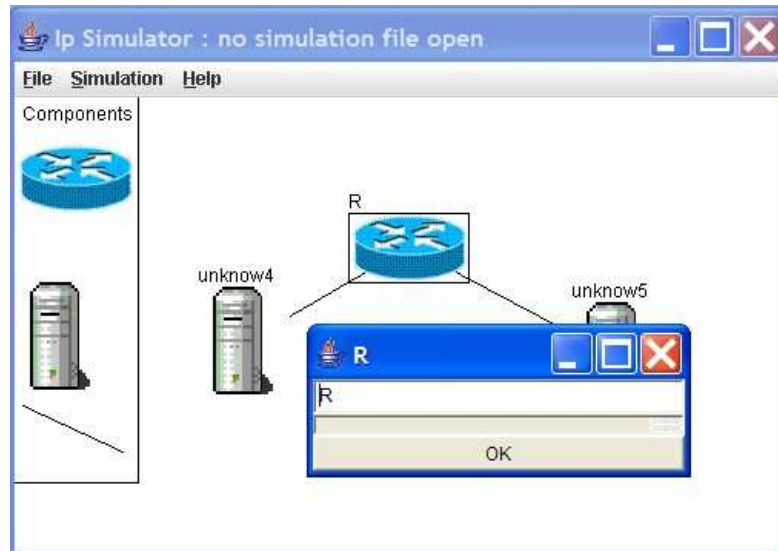 Ip Simulator : no simulation file open
File Simulation Help
Components
R
unknow4
unknow5
R
R
OK